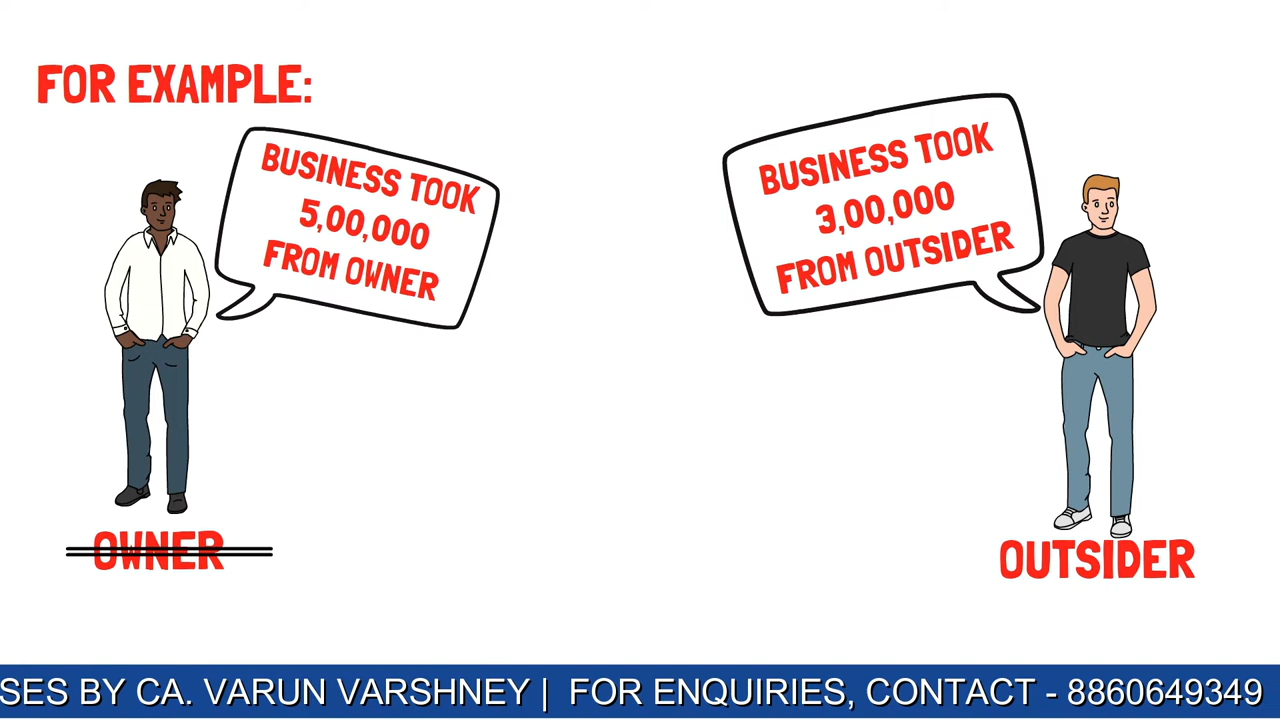 FOR EXAMPLE:
BUSINESS TOOK
5,00,000
FROM OWNER
BUSINESS TOOK
3,00,000
FROM OUTSIDER
OWNER
OUTSIDER
SES BY CA. VARUN VARSHNEY | FOR ENQUIRIES, CONTACT - 8860649349